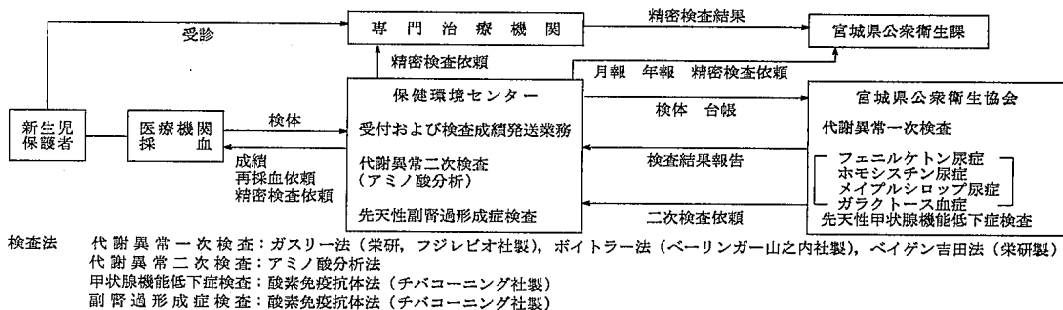 専門治療機関
精密検査結果
宮城県公衆衛生課
受診
精密検査依頼
月報 年報 精密検査依頼
新生児
保護者
医療機関
採血
検体
成績
再採血依頼
精密検査依頼
保健環境センター
受付および検査成績発送業務
代謝異常二次検査
(アミノ酸分析)
先天性副腎過形成症検査
検体 台帳
検査結果報告
二次検査依頼
宮城県公衆衛生協会
代謝異常一次検査
フェニルケトン尿症
ホモシスチン尿症
メイプルシロップ尿症
ガラクトース血症
先天性甲状腺機能低下症検査
検査法 代謝異常一次検査:ガスリー法(栄研,フジレビオ社製),ボイトラー法(ベーリンガー山之内社製),ベイゲン吉田法(栄研製)
代謝異常二次検査:アミノ酸分析法
甲状腺機能低下症検査:酸素免疫抗体法(チバコーニング社製)
副腎過形成症検査:酸素免疫抗体法(チバコーニング社製)